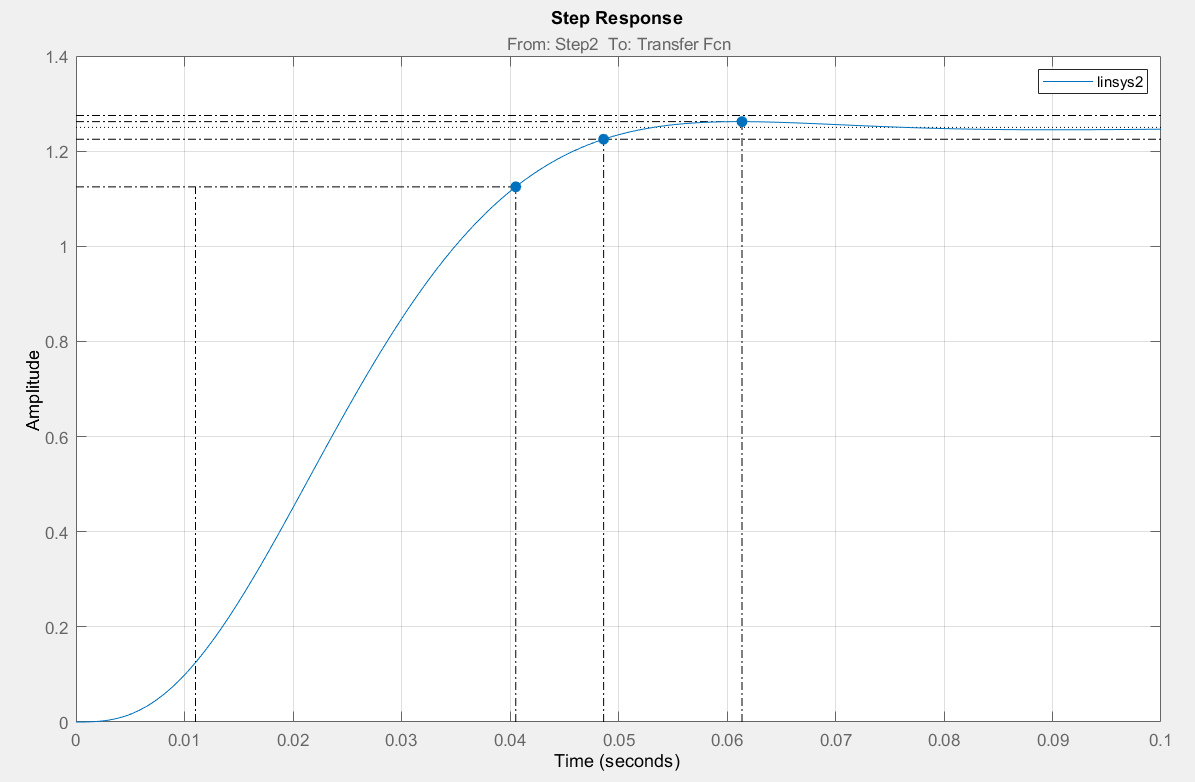 Step Response
From: Step2 To: Transfer Fcn
linsys2
1.4
1.2
1
0.8
0.6
0.4
0.2
0
Amplitude
0 0.01 0.02 0.03 0.04 0.05 0.06 0.07 0.08 0.09 0.1
Time (seconds)